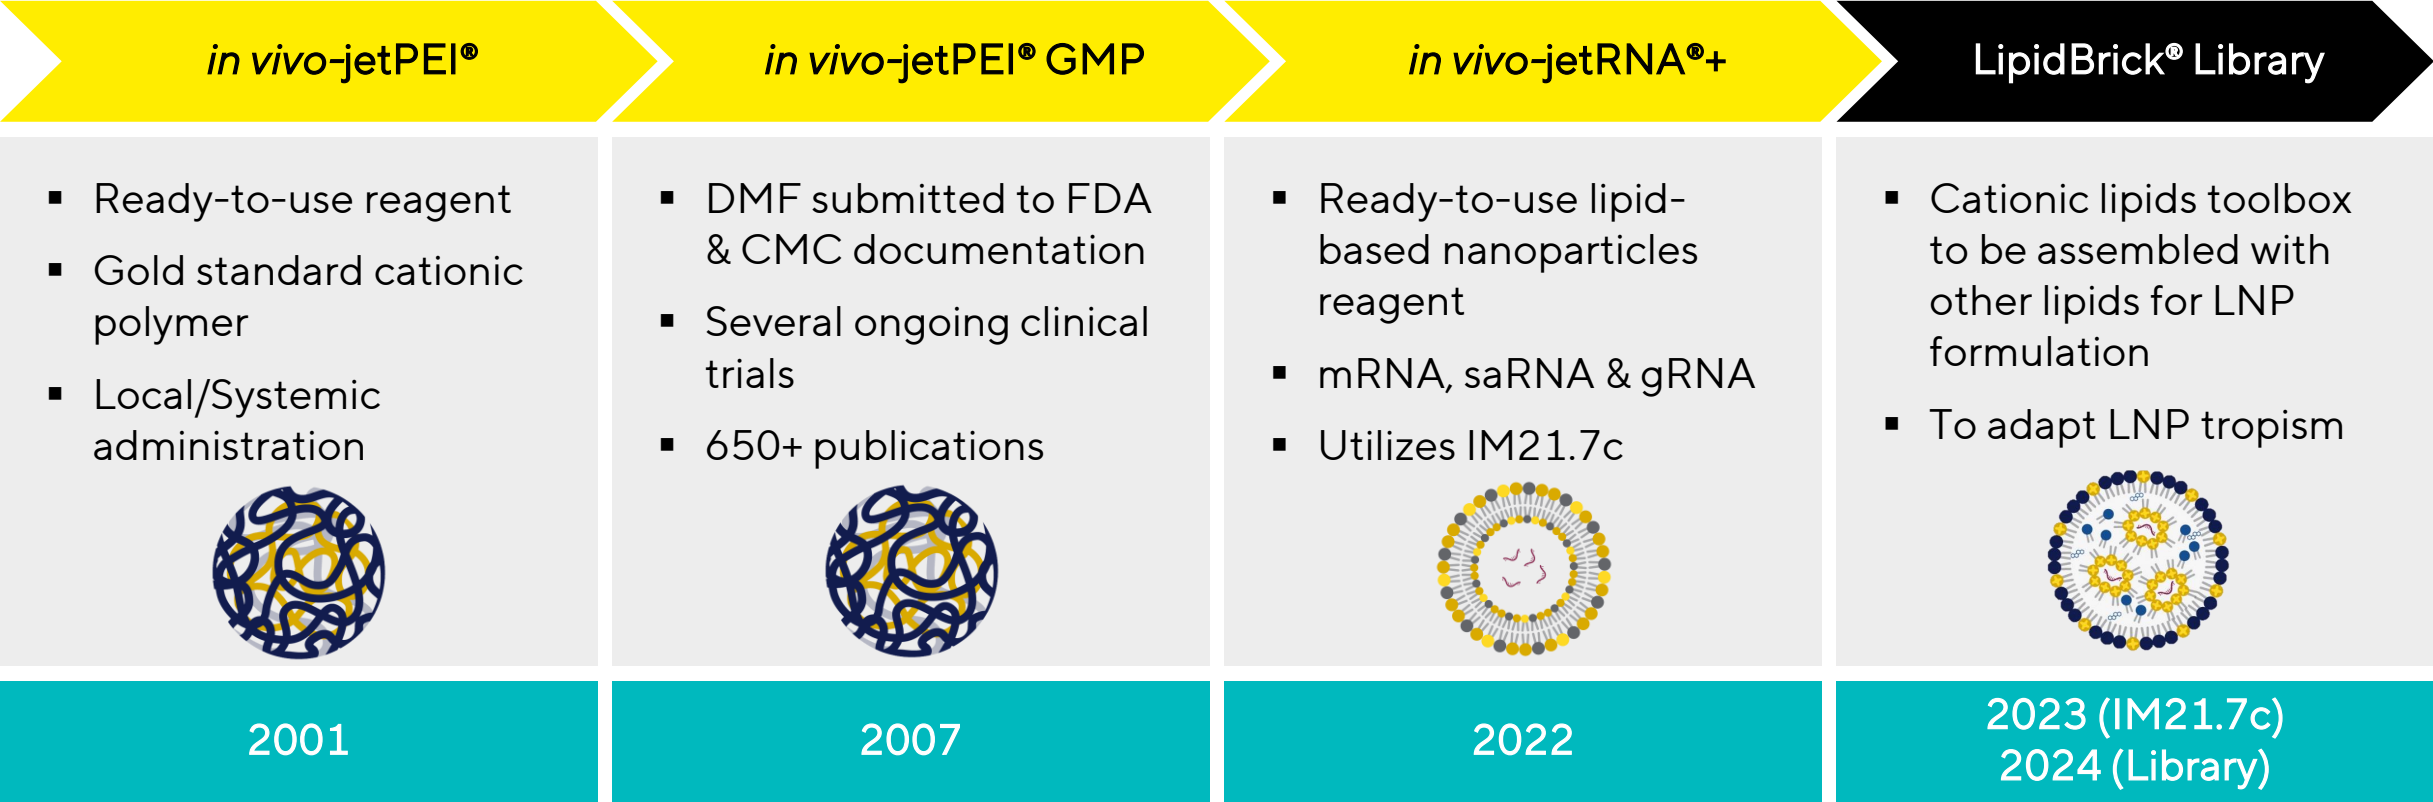 in vivo-jetPEI®
▪ Ready-to-use reagent
▪ Gold standard cationic
polymer
▪ Local/Systemic
administration
2001
in vivo-jetPEI® GMP
▪ DMF submitted to FDA
& CMC documentation
▪ Several ongoing clinical
trials
▪ 650+ publications
2007
in vivo-jetRNA®+
▪ Ready-to-use lipid-
based nanoparticles
reagent
▪ mRNA, saRNA & gRNA
▪ Utilizes IM21.7c
2022
LipidBrick® Library
▪ Cationic lipids toolbox
to be assembled with
other lipids for LNP
formulation
▪ To adapt LNP tropism
2023 (IM21.7c)
2024 (Library)